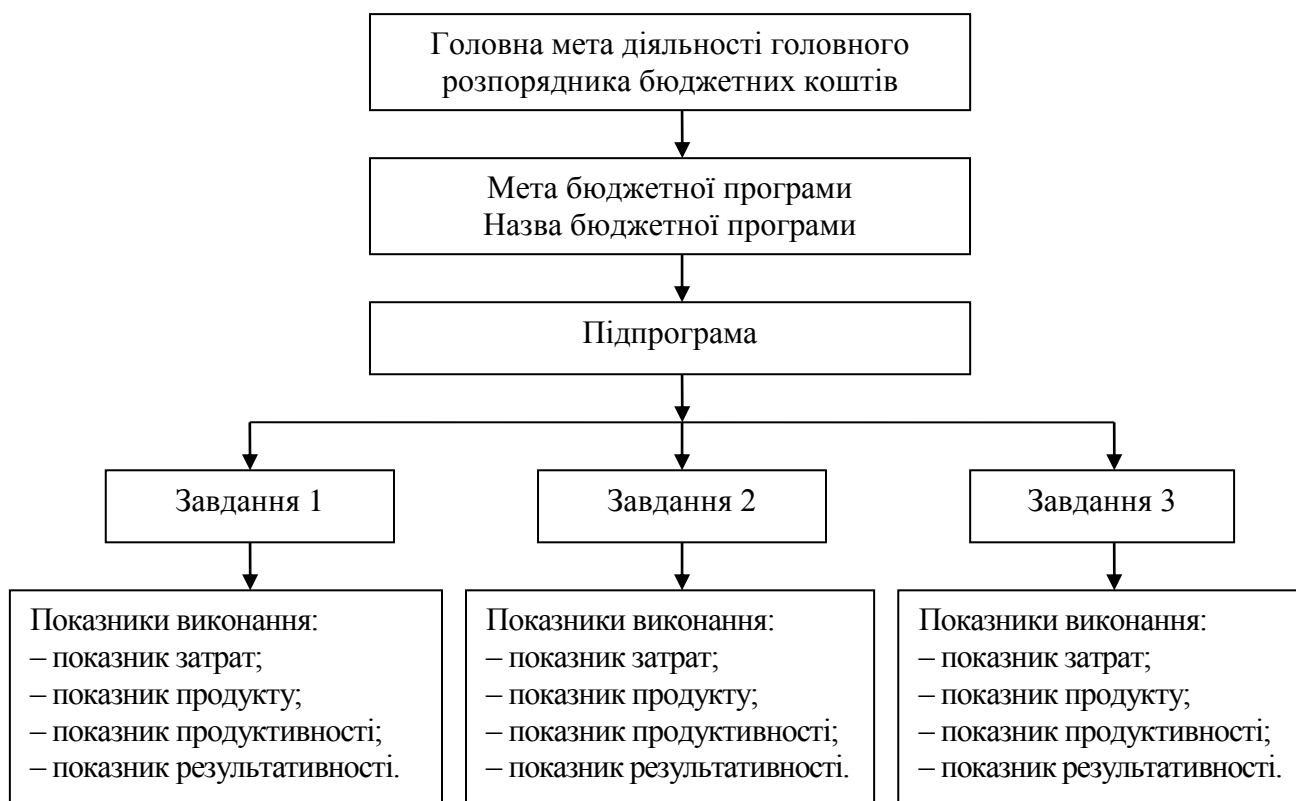 Головна мета діяльності головного
розпорядника бюджетних коштів
Мета бюджетної програми
Назва бюджетної програми
Підпрограма
Завдання 1
Завдання 2
Завдання 3
Показники виконання:
– показник затрат;
– показник продукту;
– показник продуктивності;
– показник результативності.
Показники виконання:
– показник затрат;
– показник продукту;
– показник продуктивності;
– показник результативності.
Показники виконання:
– показник затрат;
– показник продукту;
– показник продуктивності;
– показник результативності.